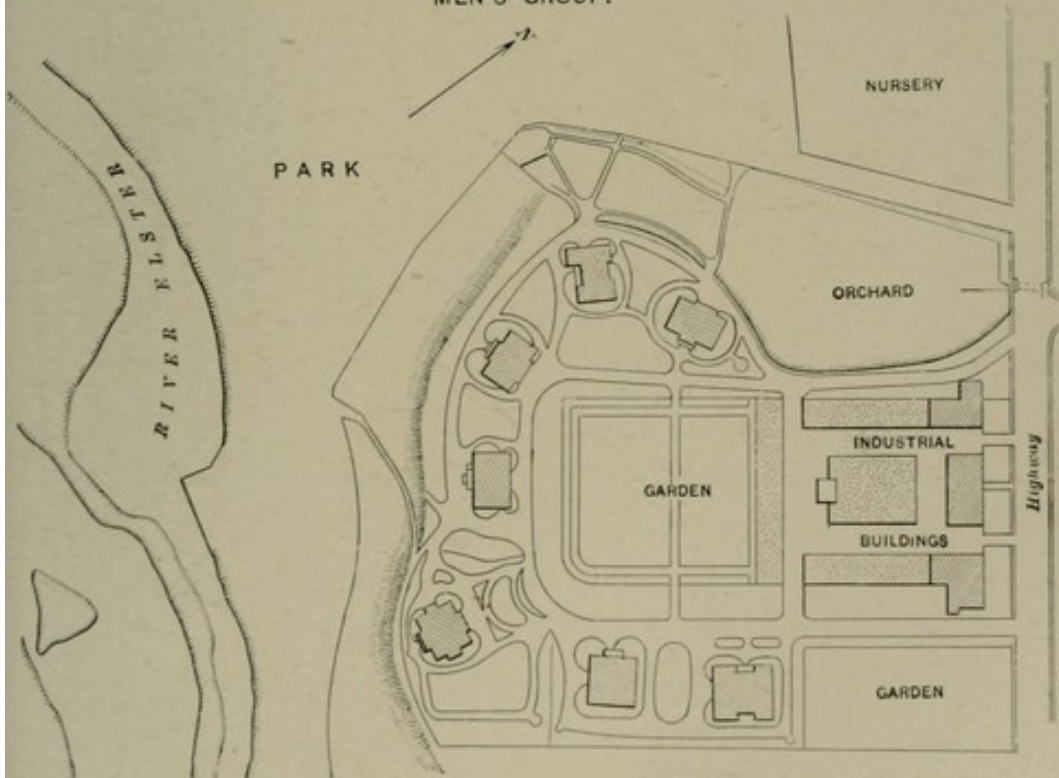 MEN'S GROUP.
N.
NURSERY
PARK
RIVER ELSTER
ORCHARD
INDUSTRIAL
Highway
GARDEN
BUILDINGS
GARDEN